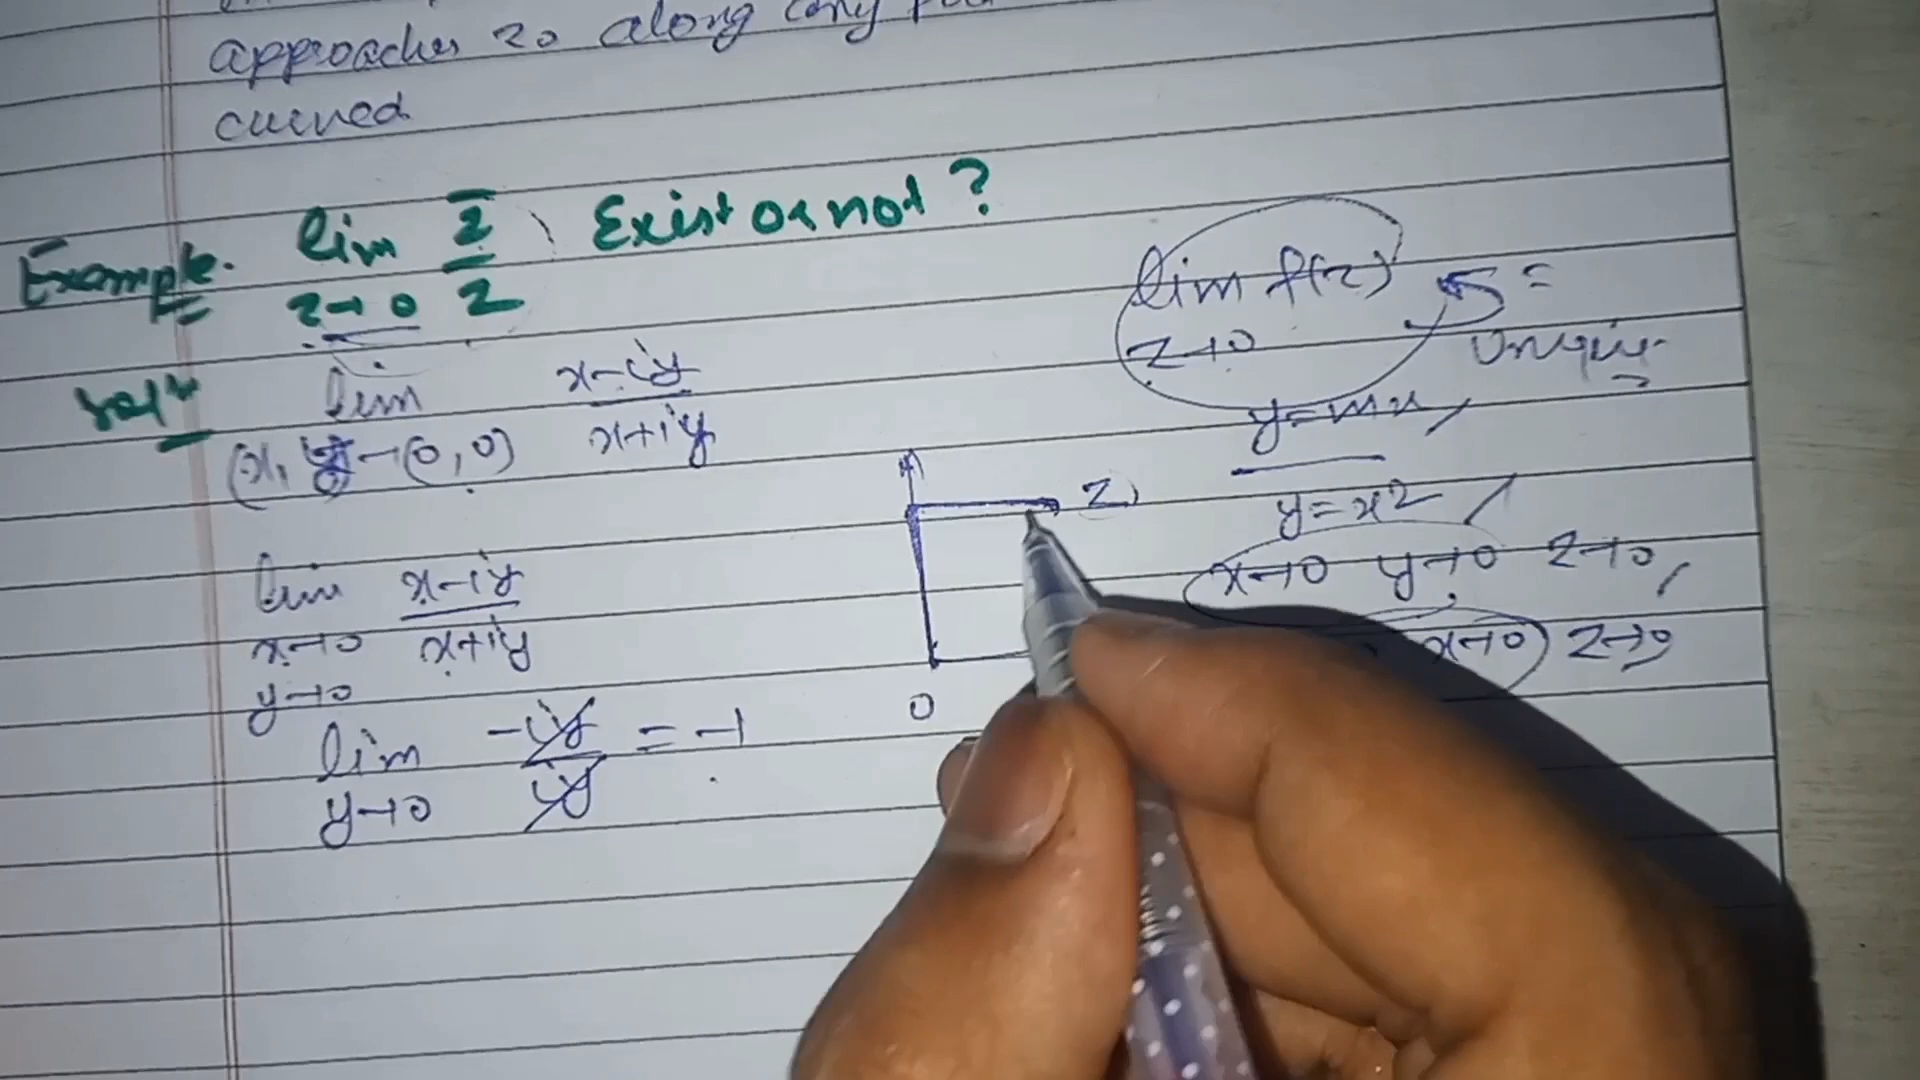 approaches z0 along any
curved
Example. lim z→0 z̅/z Exist or not?
Solⁿ lim (x, y)→(0,0) x-iy/x+iy
lim x→0 y→0 x-iy/x+iy
lim y→0 -iy/iy = -1
lim z→0 f(z) =
unique
y=mx,
y=x² /
x→0 y→0 z→0,
x→0) z→0
z)
0